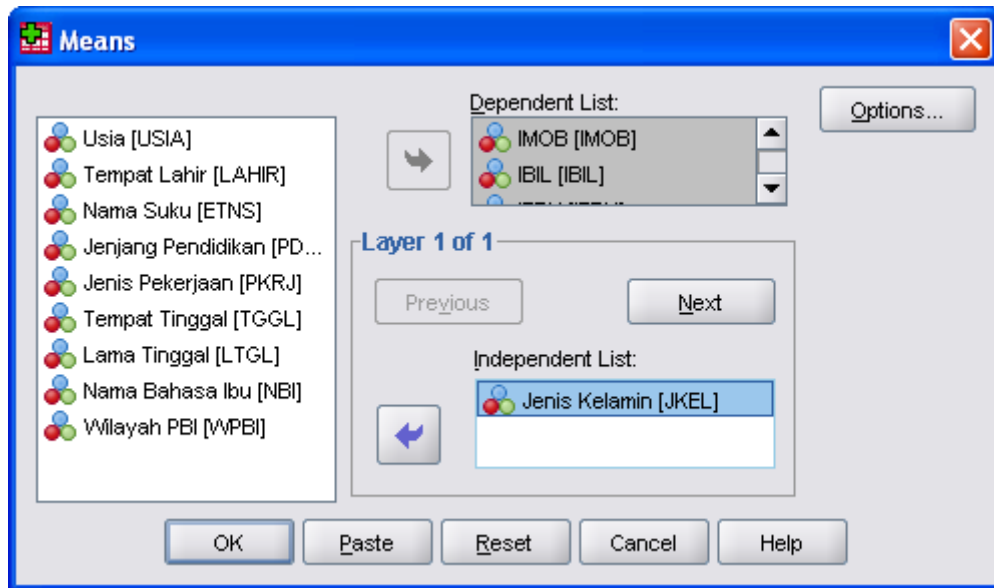 Means
Dependent List:
Options...
Usia [USIA]
Tempat Lahir [LAHIR]
Nama Suku [ETNS]
Jenjang Pendidikan [PD...
Jenis Pekerjaan [PKRJ]
Tempat Tinggal [TGGL]
Lama Tinggal [LTGL]
Nama Bahasa Ibu [NBI]
Wilayah PBI [WPBI]
IMOB [IMOB]
IBIL [IBIL]
Layer 1 of 1
Previous
Next
Independent List:
Jenis Kelamin [JKEL]
OK
Paste
Reset
Cancel
Help